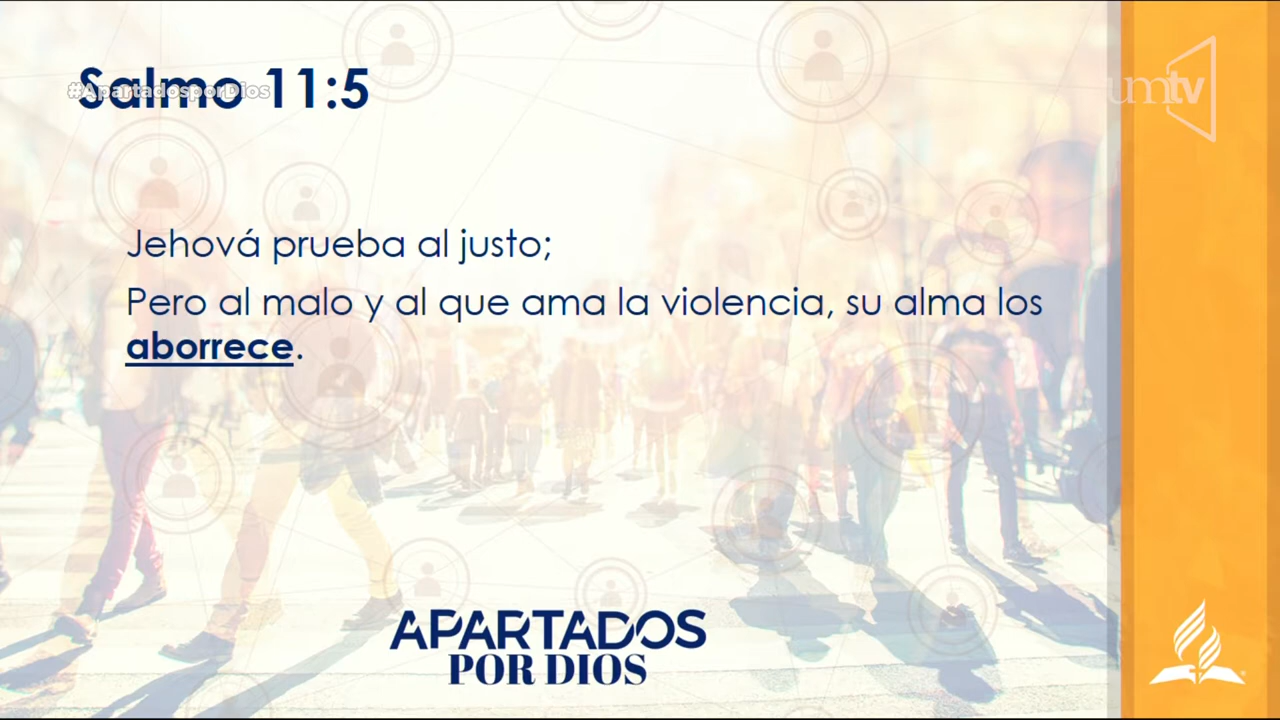 Salmo 11:5
#ApartadosporDios
umtv
Jehová prueba al justo;
Pero al malo y al que ama la violencia, su alma los
aborrece.
APARTADOS
POR DIOS